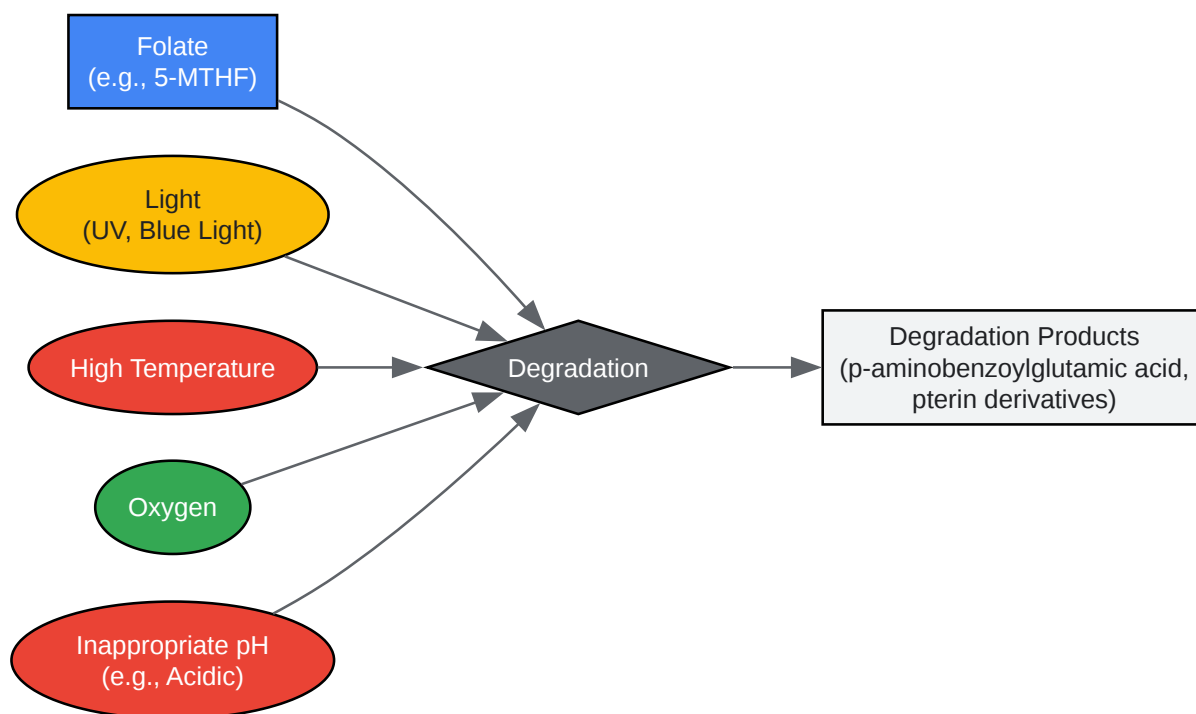 Folate
(e.g., 5-MTHF)
Light
(UV, Blue Light)
High Temperature
Oxygen
Inappropriate pH
(e.g., Acidic)
Degradation
Degradation Products
(p-aminobenzoylglutamic acid,
pterin derivatives)